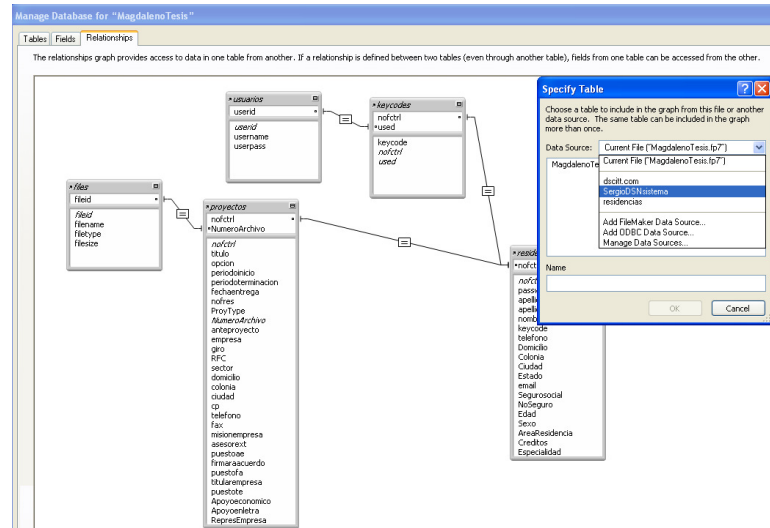 Manage Database for "MagdalenoTesis"
Tables
Fields
Relationships
The relationships graph provides access to data in one table from another. If a relationship is defined between two tables (even through another table), fields from one table can be accessed from the other.
usuarios
userid
userid
username
userpass
keycodes
nofctrl
used
keycode
nofctrl
used
files
fileid
fileid
filename
filetype
filesize
proyectos
nofctrl
NumeroArchivo
nofctrl
titulo
opcion
periodoinicio
periodoterminacion
fechaentrega
nofres
ProyType
NumeroArchivo
anteproyecto
empresa
giro
RFC
sector
domicilio
colonia
ciudad
cp
telefono
fax
misionempresa
asesorext
puestoae
firmaraacuerdo
puestofa
titularempresa
puestote
Apoyoeconomico
Apoyoenletra
RepresEmpresa
reside
nofct
nofct
passw
apelli
apelli
nomb
keycode
telefono
Domicilio
Colonia
Ciudad
Estado
email
Segurosocial
NoSeguro
Edad
Sexo
AreaResidencia
Creditos
Especialidad
Specify Table
Choose a table to include in the graph from this file or another
data source. The same table can be included in the graph
more than once.
Data Source: Current File ("MagdalenoTesis.fp7")
Current File ("MagdalenoTesis.fp7")
MagdalenoTe
dscitt.com
SergioDSNsistema
residencias
Add FileMaker Data Source...
Add ODBC Data Source...
Manage Data Sources...
Name
OK
Cancel